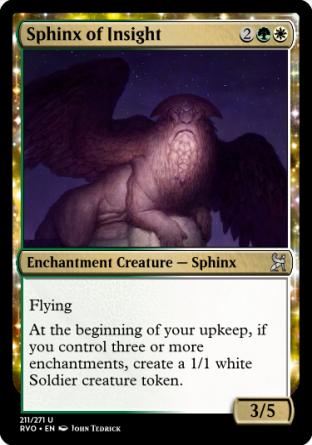 Sphinx of Insight 2
Enchantment Creature — Sphinx
Flying
At the beginning of your upkeep, if
you control three or more
enchantments, create a 1/1 white
Soldier creature token.
3/5
211/271 U
RVO • EN John Tedrick